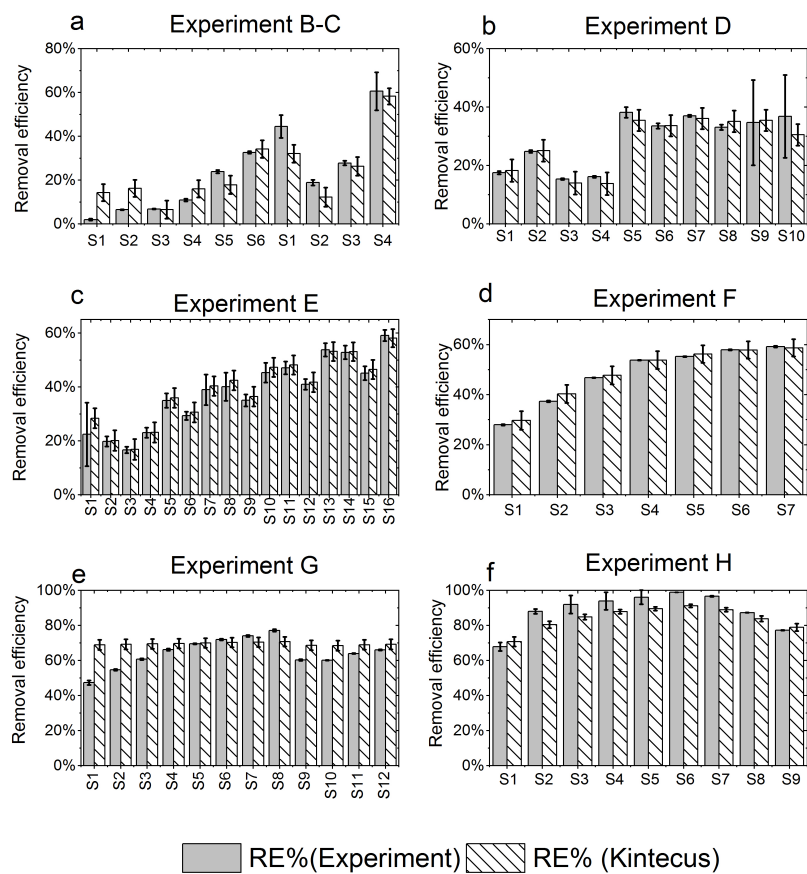 a Experiment B-C
80%
60%
40%
20%
0%
Removal efficiency
S1 S2 S3 S4 S5 S6 S1 S2 S3 S4
b Experiment D
60%
40%
20%
0%
Removal efficiency
S1 S2 S3 S4 S5 S6 S7 S8 S9 S10
c Experiment E
60%
40%
20%
0%
Removal efficiency
S1 S2 S3 S4 S5 S6 S7 S8 S9 S10 S11 S12 S13 S14 S15 S16
d Experiment F
60%
40%
20%
0%
Removal efficiency
S1 S2 S3 S4 S5 S6 S7
e Experiment G
100%
80%
60%
40%
20%
0%
Removal efficiency
S1 S2 S3 S4 S5 S6 S7 S8 S9 S10 S11 S12
f Experiment H
100%
80%
60%
40%
20%
0%
Removal efficiency
S1 S2 S3 S4 S5 S6 S7 S8 S9
RE%(Experiment) RE% (Kintecus)